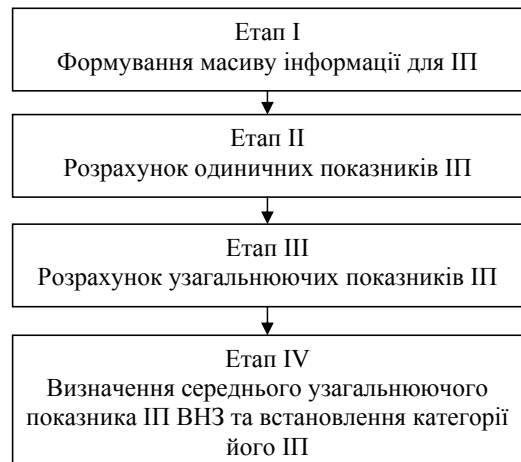 Етап I
Формування масиву інформації для ІП
Етап II
Розрахунок одиничних показників ІП
Етап III
Розрахунок узагальнюючих показників ІП
Етап IV
Визначення середнього узагальнюючого
показника ІП ВНЗ та встановлення категорії
його ІП